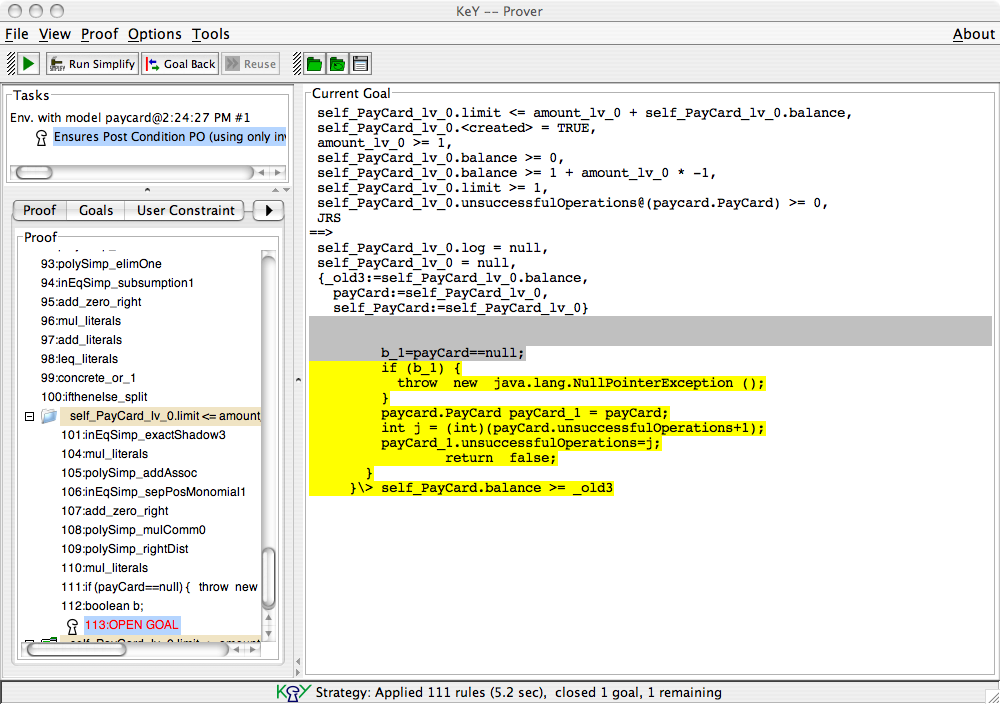 KeY -- Prover
File View Proof Options Tools About
Run Simplify Goal Back Reuse
Tasks
Env. with model paycard@2:24:27 PM #1
Ensures Post Condition PO (using only inv
Proof Goals User Constraint
Proof
93:polySimp_elimOne
94:inEqSimp_subsumption1
95:add_zero_right
96:mul_literals
97:add_literals
98:leq_literals
99:concrete_or_1
100:ifthenelse_split
self_PayCard_lv_0.limit <= amount
101:inEqSimp_exactShadow3
104:mul_literals
105:polySimp_addAssoc
106:inEqSimp_sepPosMonomial1
107:add_zero_right
108:polySimp_mulComm0
109:polySimp_rightDist
110:mul_literals
111:if (payCard==null) { throw new
112:boolean b;
113:OPEN GOAL
Current Goal
self_PayCard_lv_0.limit <= amount_lv_0 + self_PayCard_lv_0.balance,
self_PayCard_lv_0.<created> = TRUE,
amount_lv_0 >= 1,
self_PayCard_lv_0.balance >= 0,
self_PayCard_lv_0.balance >= 1 + amount_lv_0 * -1,
self_PayCard_lv_0.limit >= 1,
self_PayCard_lv_0.unsuccessfulOperations@(paycard.PayCard) >= 0,
JRS
==>
self_PayCard_lv_0.log = null,
self_PayCard_lv_0 = null,
{_old3:=self_PayCard_lv_0.balance,
payCard:=self_PayCard_lv_0,
self_PayCard:=self_PayCard_lv_0}
b_1=payCard==null;
if (b_1) {
throw new java.lang.NullPointerException ();
}
paycard.PayCard payCard_1 = payCard;
int j = (int)(payCard.unsuccessfulOperations+1);
payCard_1.unsuccessfulOperations=j;
return false;
}
}\> self_PayCard.balance >= _old3
KeY Strategy: Applied 111 rules (5.2 sec), closed 1 goal, 1 remaining